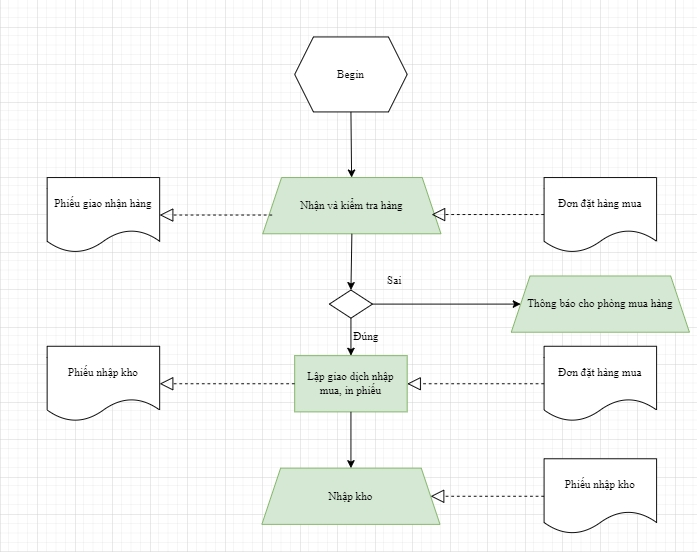 Begin
Phiếu giao nhận hàng
Nhận và kiểm tra hàng
Đơn đặt hàng mua
Sai
Thông báo cho phòng mua hàng
Đúng
Phiếu nhập kho
Lập giao dịch nhập
mua, in phiếu
Đơn đặt hàng mua
Nhập kho
Phiếu nhập kho